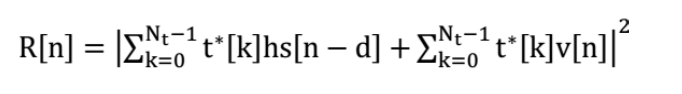 R[n] = |∑_{k=0}^{N_t−1} t*[k]hs[n − d] + ∑_{k=0}^{N_t−1} t*[k]v[n]|²